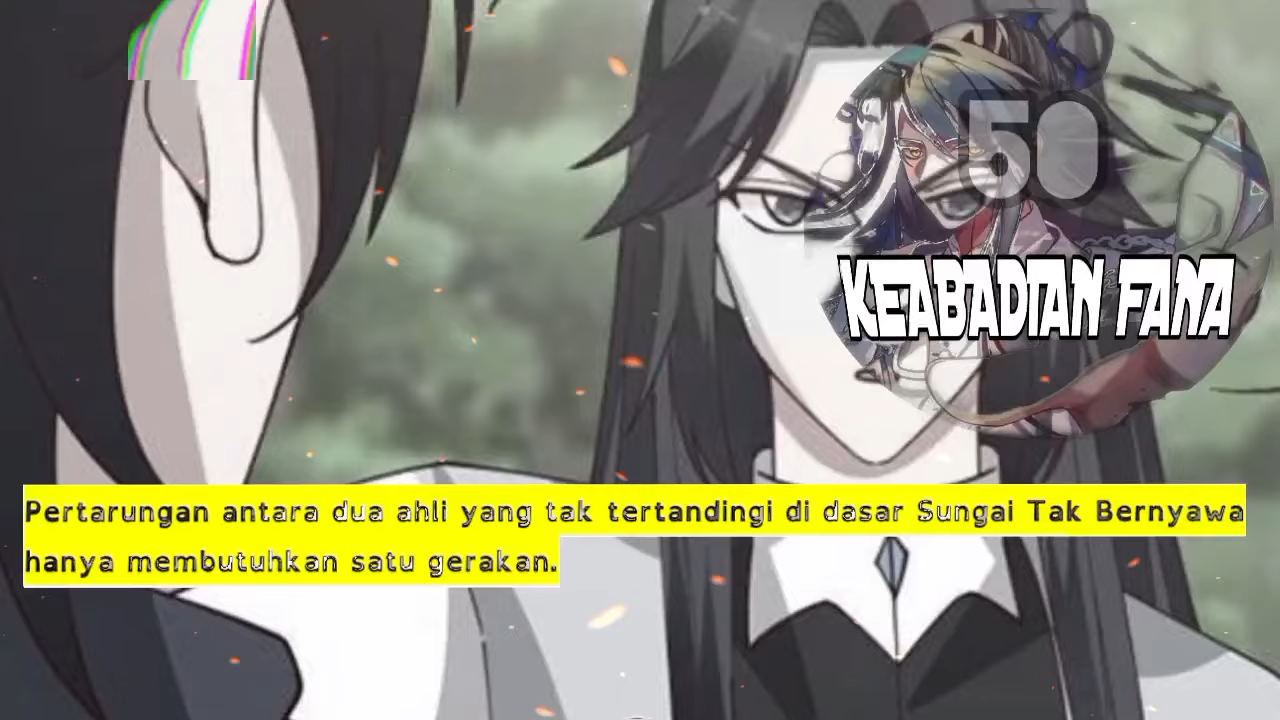 50
KEABADIAN FANA
Pertarungan antara dua ahli yang tak tertandingi di dasar Sungai Tak Bernyawa
hanya membutuhkan satu gerakan.